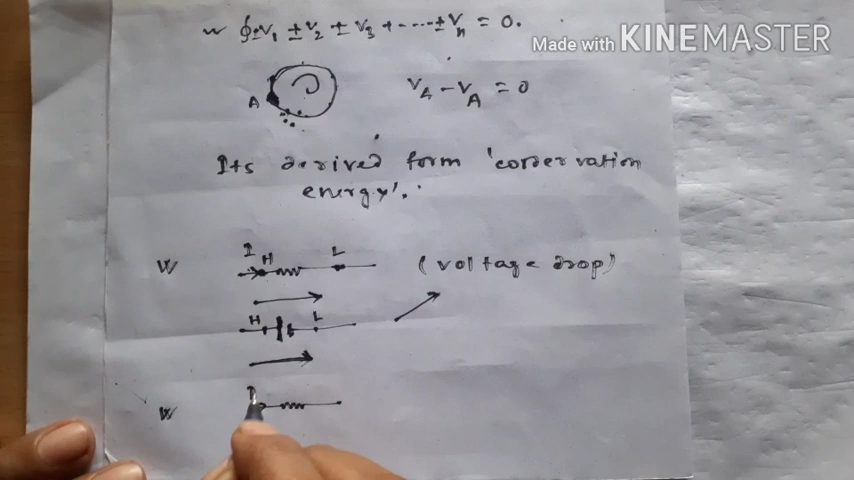 w ∮±V₁ ± V₂ ± V₃ + ----± Vₙ = 0.
Made with KINEMASTER
A
V_A - V_A = 0
Its derived form 'conservation
energy'.
W I H L (voltage drop)
H L
W I